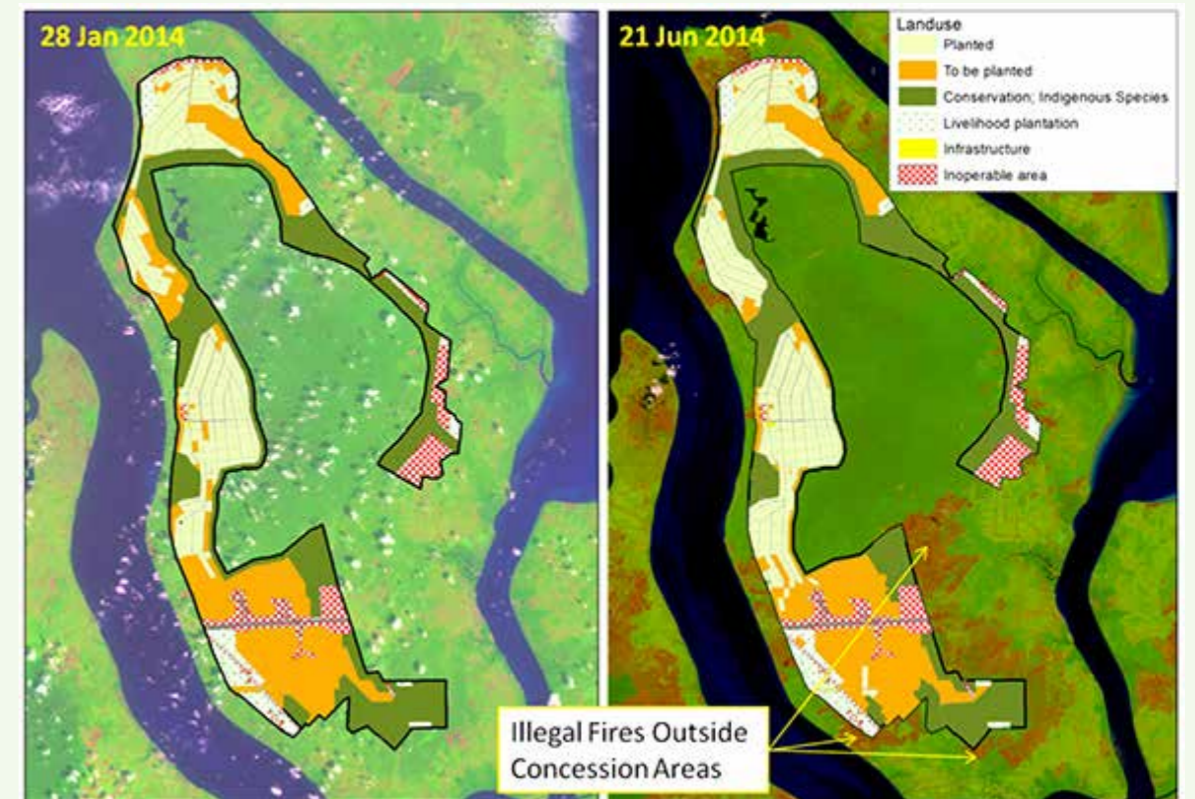 28 Jan 2014
21 Jun 2014
Landuse
Planted
To be planted
Conservation; Indigenous Species
Livelihood plantation
Infrastructure
Inoperable area
Illegal Fires Outside
Concession Areas